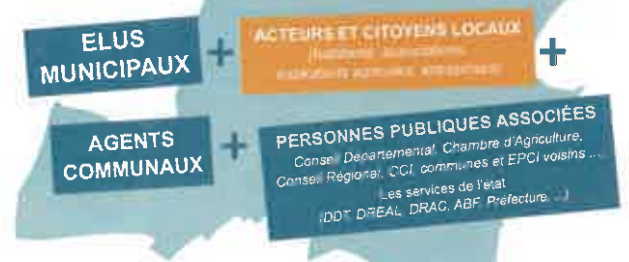 ELUS
MUNICIPAUX
+
ACTEURS ET CITOYENS LOCAUX
+
AGENTS
COMMUNAUX
+
PERSONNES PUBLIQUES ASSOCIÉES
Conseil Départemental, Chambre d'Agriculture,
Conseil Régional, CCI, communes et EPCI voisins ...
Les services de l'état
(DDT, DREAL, DRAC, ABF, Préfecture, ...)